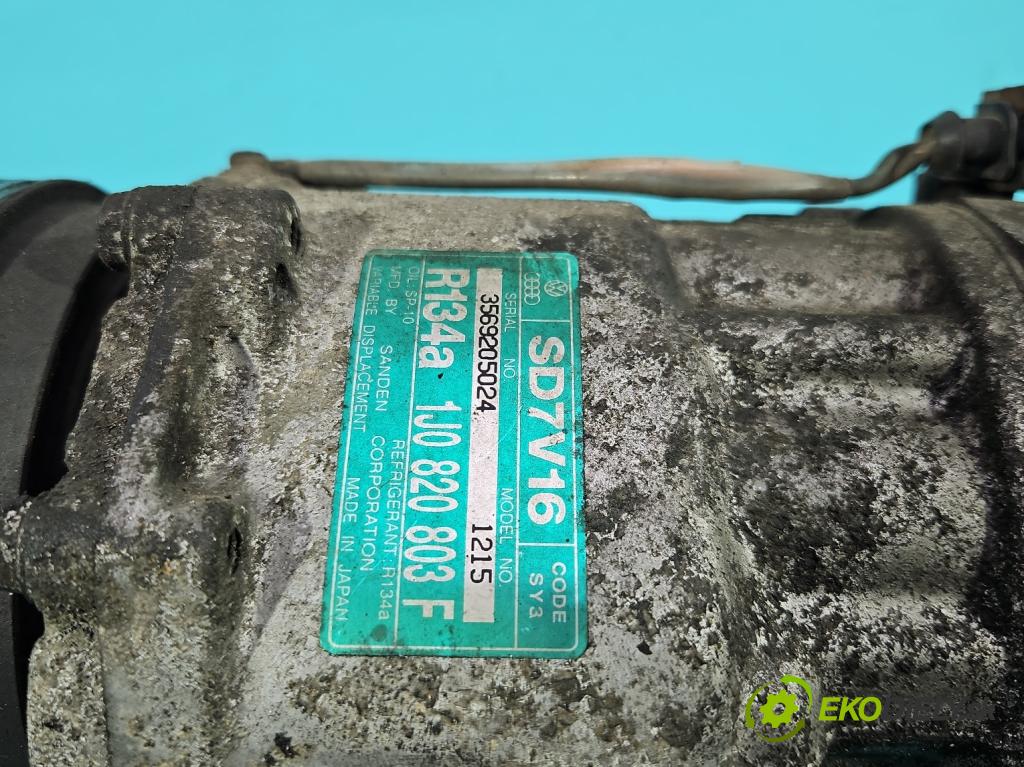 SD7V16 CODE SY3
SERIAL NO. MODEL NO.
3569205024 1215
R134a 1J0 820 803 F
OIL: SP-10 REFRIGERANT: R134a
MFD. BY SANDEN CORPORATION
VARIABLE DISPLACEMENT MADE IN JAPAN
EKO